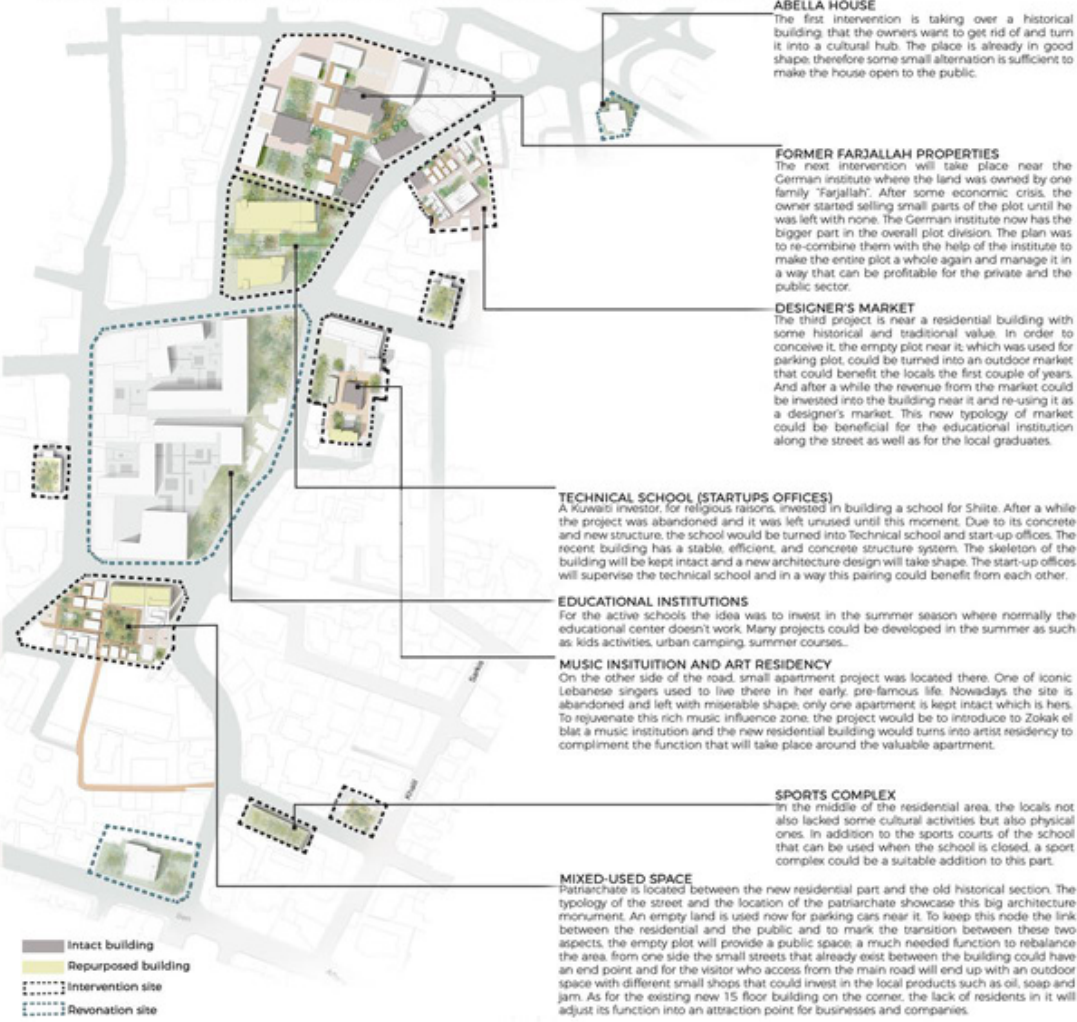 ABELLA HOUSE
The first intervention is taking over a historical
building, that the owners want to get rid of and turn
it into a cultural hub. The place is already in good
shape, therefore some small alternation is sufficient to
make the house open to the public.
FORMER FARJALLAH PROPERTIES
The next intervention will take place near the
German institute where the land was owned by one
family "Farjallah". After some economic crisis, the
owner started selling small parts of the plot until he
was left with none. The German institute now has the
bigger part in the overall plot division. The plan was
to re-combine them with the help of the institute to
make the entire plot a whole again and manage it in
a way that can be profitable for the private and the
public sector.
DESIGNER'S MARKET
The third project is near a residential building with
some historical and traditional value. In order to
conceive it, the empty plot near it; which was used for
parking plot, could be turned into an outdoor market
that could benefit the locals the first couple of years.
And after a while the revenue from the market could
be invested into the building near it and re-using it as
a designer's market. This new typology of market
could be beneficial for the educational institution
along the street as well as for the local graduates.
TECHNICAL SCHOOL (STARTUPS OFFICES)
A Kuwaiti investor, for religious raisons, invested in building a school for Shiite. After a while
the project was abandoned and it was left unused until this moment. Due to its concrete
and new structure, the school would be turned into Technical school and start-up offices. The
recent building has a stable, efficient, and concrete structure system. The skeleton of the
building will be kept intact and a new architecture design will take shape. The start-up offices
will supervise the technical school and in a way this pairing could benefit from each other.
EDUCATIONAL INSTITUTIONS
For the active schools the idea was to invest in the summer season where normally the
educational center doesn't work. Many projects could be developed in the summer as such
as: kids activities, urban camping, summer courses...
MUSIC INSITUITION AND ART RESIDENCY
On the other side of the road, small apartment project was located there. One of iconic
Lebanese singers used to live there in her early, pre-famous life. Nowadays the site is
abandoned and left with miserable shape; only one apartment is kept intact which is hers.
To rejuvenate this rich music influence zone, the project would be to introduce to Zokak el
blat a music institution and the new residential building would turns into artist residency to
compliment the function that will take place around the valuable apartment.
Sarkis
Khalil
SPORTS COMPLEX
In the middle of the residential area, the locals not
also lacked some cultural activities but also physical
ones. In addition to the sports courts of the school
that can be used when the school is closed, a sport
complex could be a suitable addition to this part.
MIXED-USED SPACE
Patriarchate is located between the new residential part and the old historical section. The
typology of the street and the location of the patriarchate showcase this big architecture
monument. An empty land is used now for parking cars near it. To keep this node the link
between the residential and the public and to mark the transition between these two
aspects, the empty plot will provide a public space; a much needed function to rebalance
the area. from one side the small streets that already exist between the building could have
an end point and for the visitor who access from the main road will end up with an outdoor
space with different small shops that could invest in the local products such as oil, soap and
jam. As for the existing new 15 floor building on the corner, the lack of residents in it will
adjust its function into an attraction point for businesses and companies.
Intact building
Repurposed building
Intervention site
Revonation site